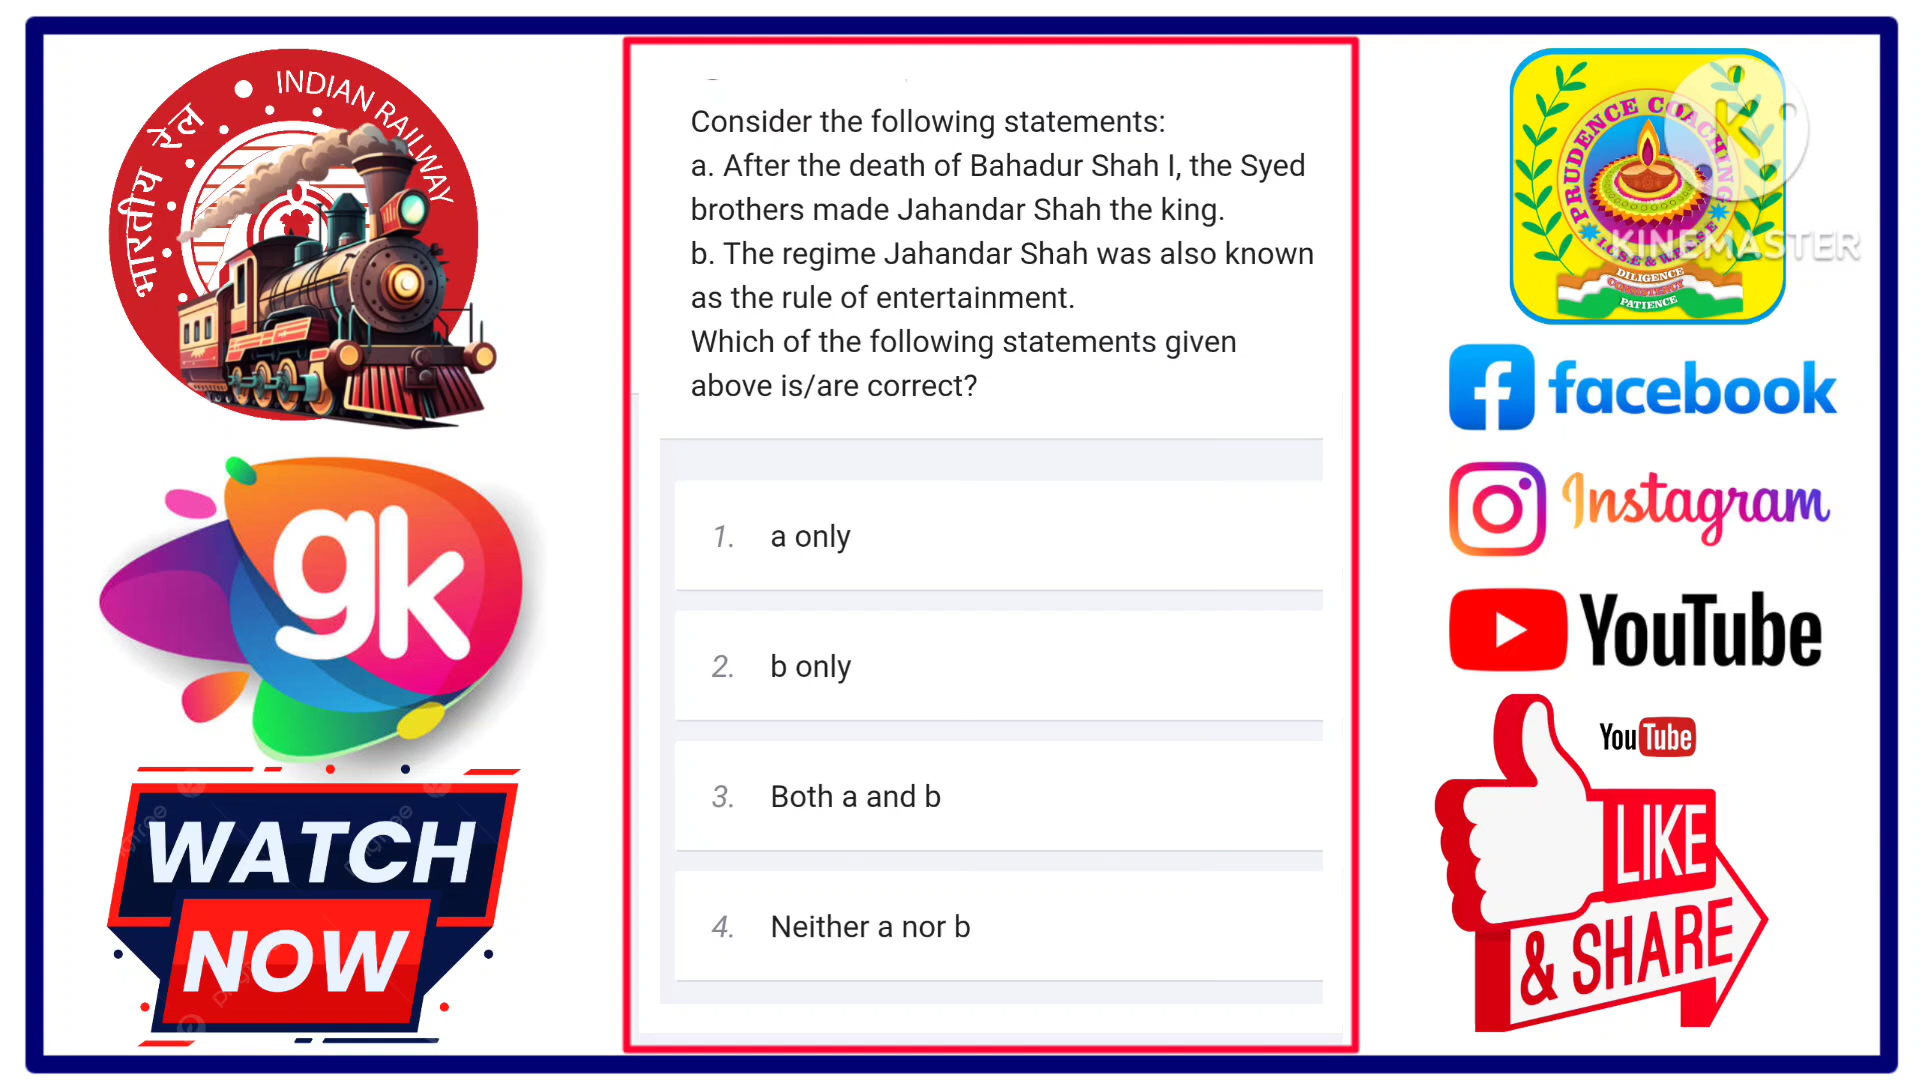 भारतीय रेल
INDIAN RAILWAY
gk
WATCH
NOW
Consider the following statements:
a. After the death of Bahadur Shah I, the Syed
brothers made Jahandar Shah the king.
b. The regime Jahandar Shah was also known
as the rule of entertainment.
Which of the following statements given
above is/are correct?
1. a only
2. b only
3. Both a and b
4. Neither a nor b
PRUDENCE COACHING
DILIGENCE
CONSISTENCY
PATIENCE
K
KINEMASTER
facebook
Instagram
YouTube
YouTube
LIKE
& SHARE